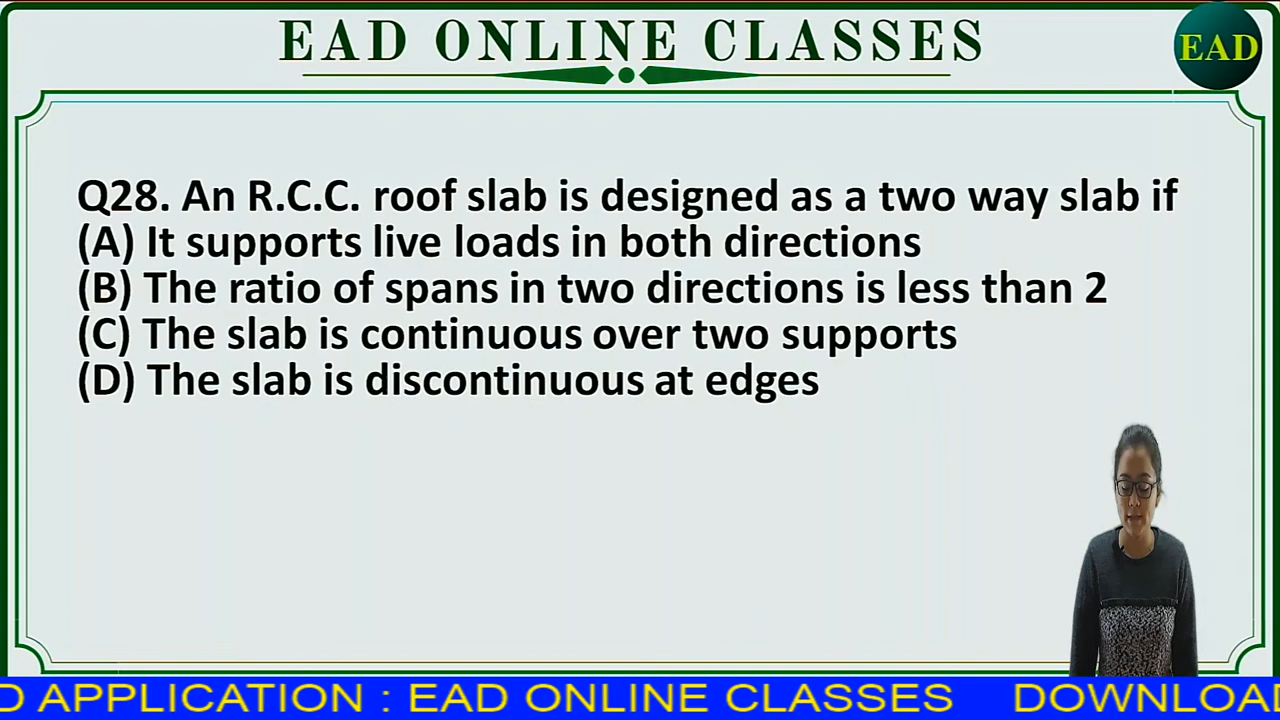 EAD ONLINE CLASSES
EAD
Q28. An R.C.C. roof slab is designed as a two way slab if
(A) It supports live loads in both directions
(B) The ratio of spans in two directions is less than 2
(C) The slab is continuous over two supports
(D) The slab is discontinuous at edges
D APPLICATION : EAD ONLINE CLASSES DOWNLOAD